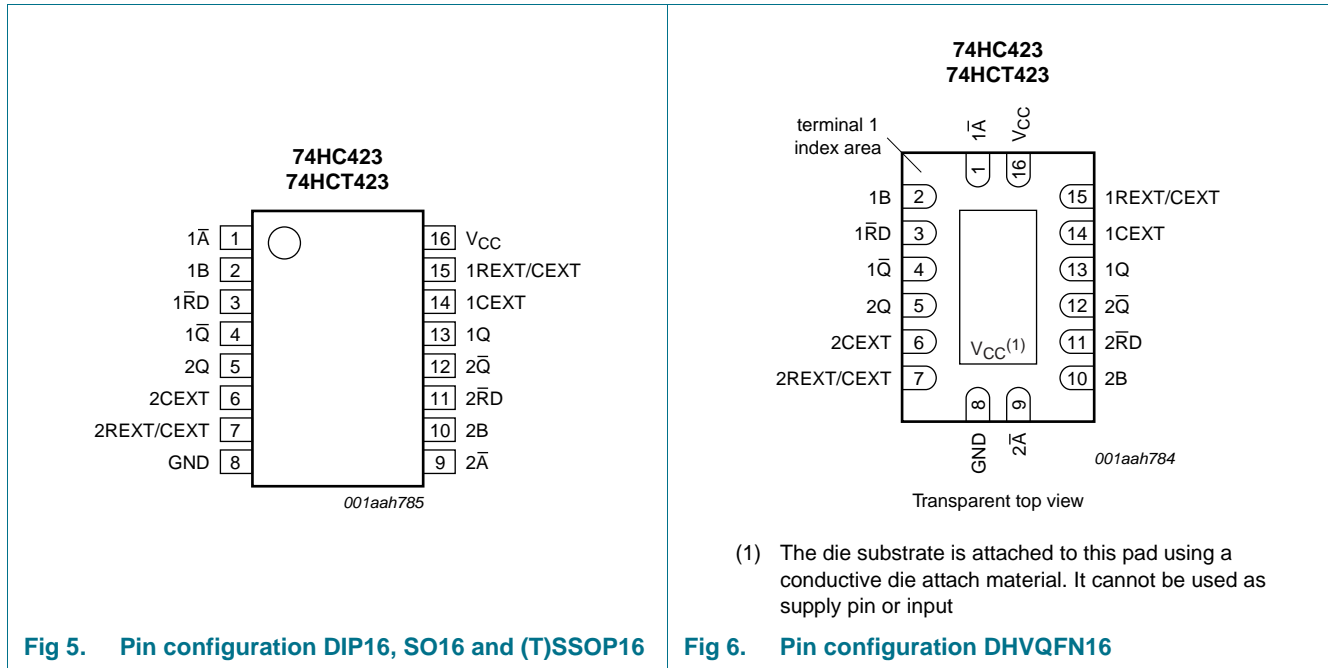 74HC423
74HCT423
1A̅ 1
1B 2
1R̅D 3
1Q̅ 4
2Q 5
2CEXT 6
2REXT/CEXT 7
GND 8
16 VCC
15 1REXT/CEXT
14 1CEXT
13 1Q
12 2Q̅
11 2R̅D
10 2B
9 2A̅
001aah785
Fig 5. Pin configuration DIP16, SO16 and (T)SSOP16
74HC423
74HCT423
terminal 1
index area
1A̅
VCC
1
16
1B 2
1R̅D 3
1Q̅ 4
2Q 5
2CEXT 6
2REXT/CEXT 7
15 1REXT/CEXT
14 1CEXT
13 1Q
12 2Q̅
11 2R̅D
10 2B
VCC(1)
8
9
GND
2A̅
001aah784
Transparent top view
(1) The die substrate is attached to this pad using a
conductive die attach material. It cannot be used as
supply pin or input
Fig 6. Pin configuration DHVQFN16